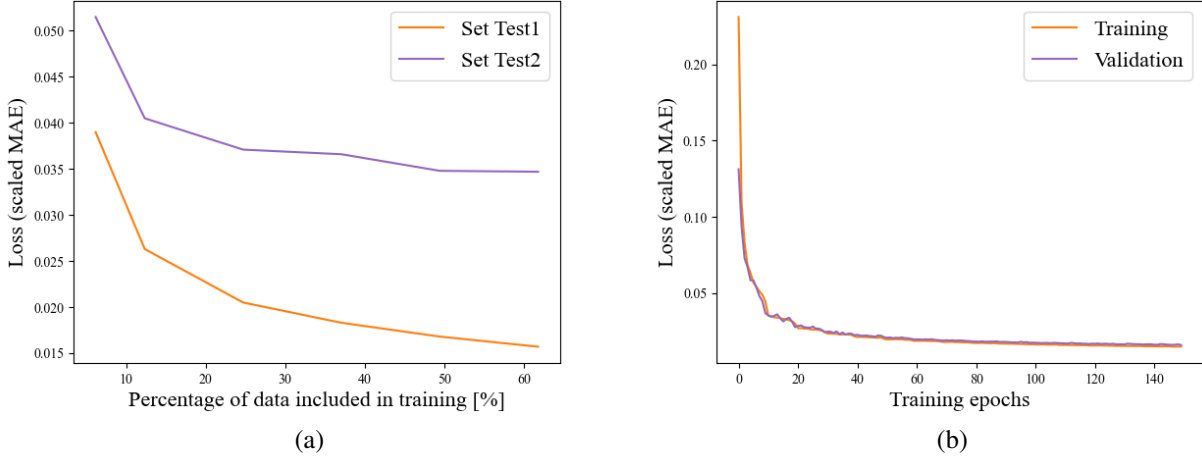 Set Test1
Set Test2
0.050
0.045
0.040
0.035
0.030
0.025
0.020
0.015
Loss (scaled MAE)
10 20 30 40 50 60
Percentage of data included in training [%]
(a)
Training
Validation
0.20
0.15
0.10
0.05
Loss (scaled MAE)
0 20 40 60 80 100 120 140
Training epochs
(b)